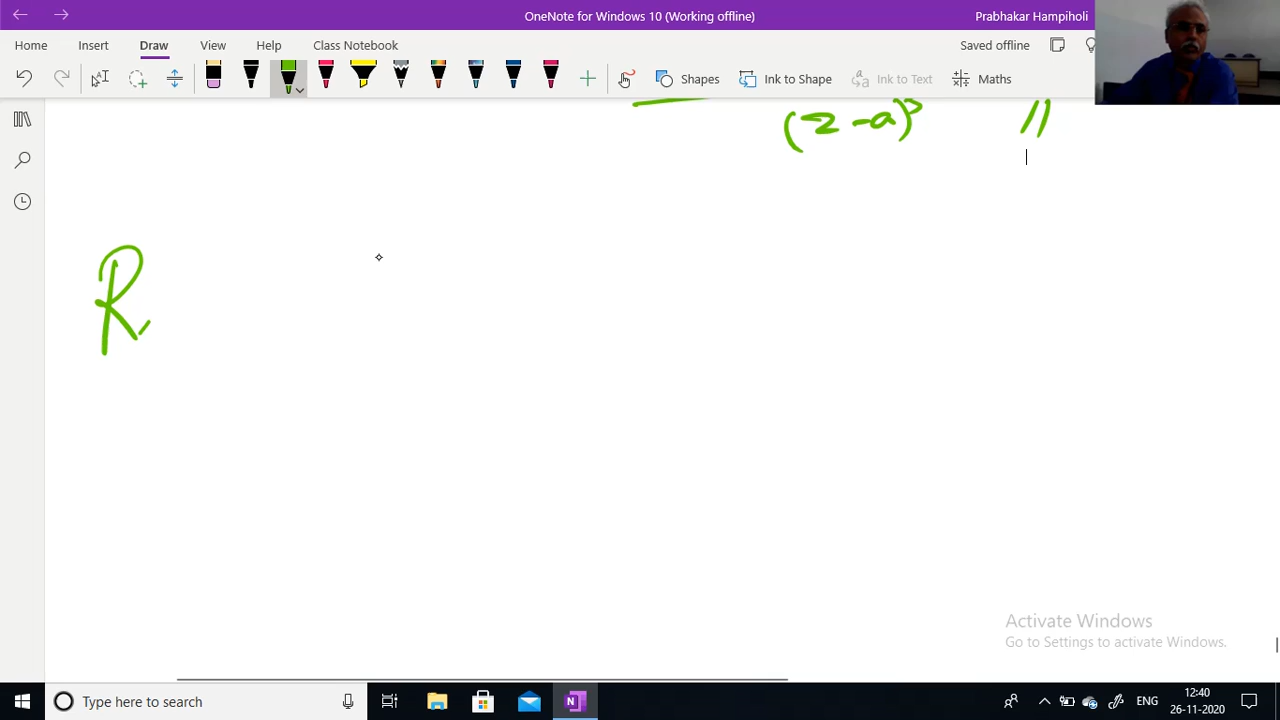 OneNote for Windows 10 (Working offline)
Prabhakar Hampiholi
Home Insert Draw View Help Class Notebook
Saved offline
Shapes Ink to Shape Ink to Text Maths
(z-a)³ //
R
Activate Windows
Go to Settings to activate Windows.
Type here to search
ENG
12:40
26-11-2020